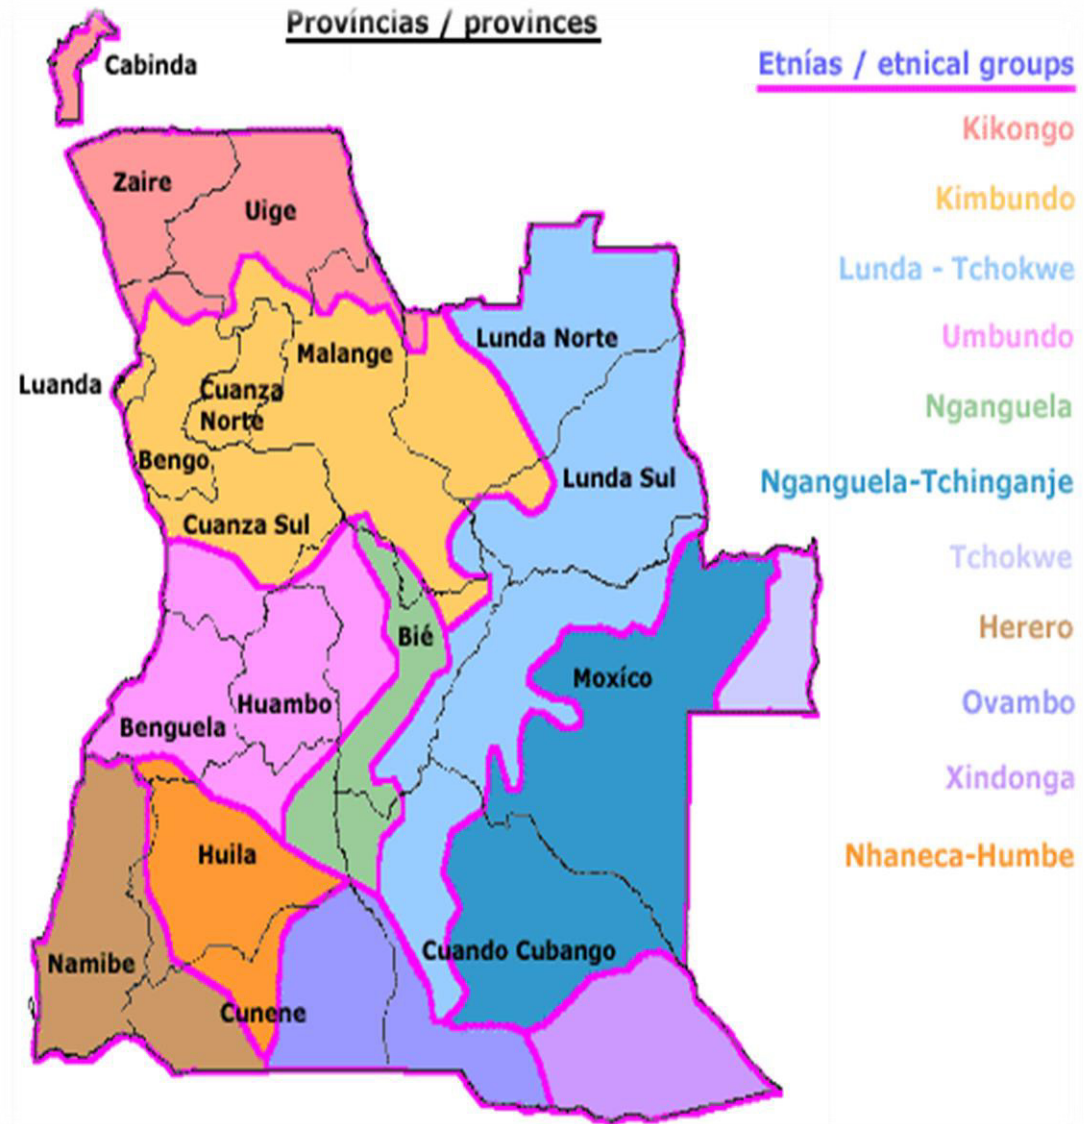 Províncias / provinces
Cabinda
Etnías / etnical groups
Kikongo
Zaire
Kimbundo
Uige
Lunda - Tchokwe
Lunda Norte
Umbundo
Malange
Luanda
Cuanza
Norte
Nganguela
Bengo
Lunda Sul
Nganguela-Tchinganje
Cuanza Sul
Tchokwe
Bié
Herero
Moxíco
Huambo
Ovambo
Benguela
Xindonga
Huila
Nhaneca-Humbe
Cuando Cubango
Namibe
Cunene